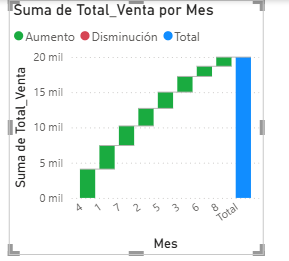 Suma de Total_Venta por Mes
Aumento Disminución Total
Suma de Total_Venta
20 mil
15 mil
10 mil
5 mil
0 mil
4 1 7 2 5 3 6 8 Total
Mes